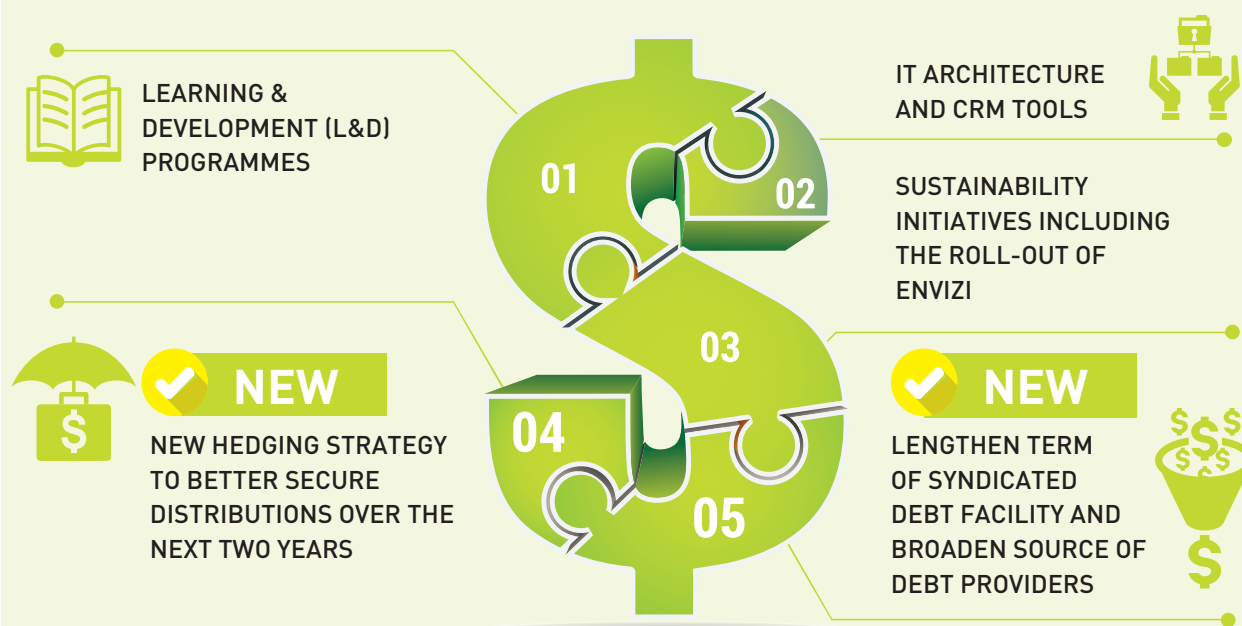 LEARNING &
DEVELOPMENT (L&D)
PROGRAMMES
01
IT ARCHITECTURE
AND CRM TOOLS
02
SUSTAINABILITY
INITIATIVES INCLUDING
THE ROLL-OUT OF
ENVIZI
03
NEW
NEW HEDGING STRATEGY
TO BETTER SECURE
DISTRIBUTIONS OVER THE
NEXT TWO YEARS
$
04
NEW
LENGTHEN TERM
OF SYNDICATED
DEBT FACILITY AND
BROADEN SOURCE OF
DEBT PROVIDERS
05
$ $ $
$ $ $
$